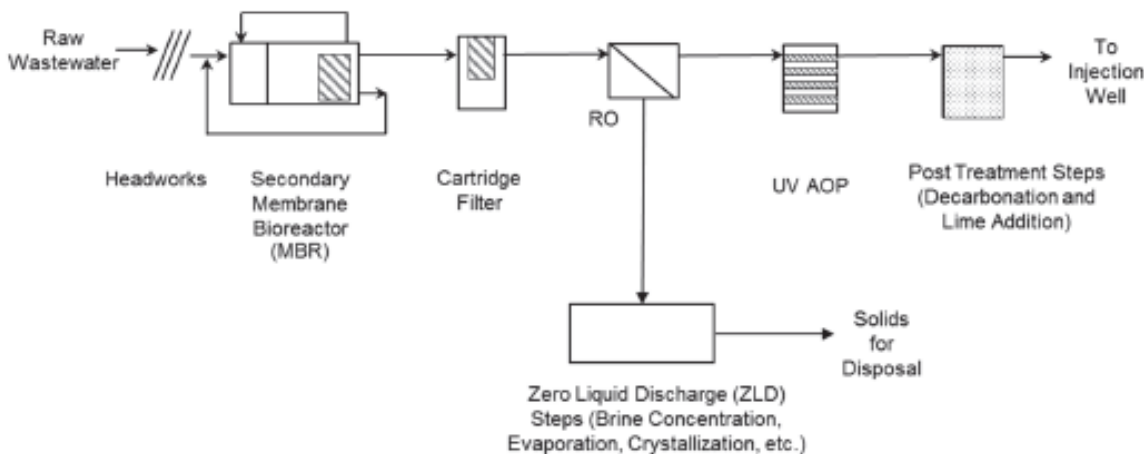 Raw
Wastewater
Headworks
Secondary
Membrane
Bioreactor
(MBR)
Cartridge
Filter
RO
UV AOP
Post Treatment Steps
(Decarbonation and
Lime Addition)
To
Injection
Well
Zero Liquid Discharge (ZLD)
Steps (Brine Concentration,
Evaporation, Crystallization, etc.)
Solids
for
Disposal